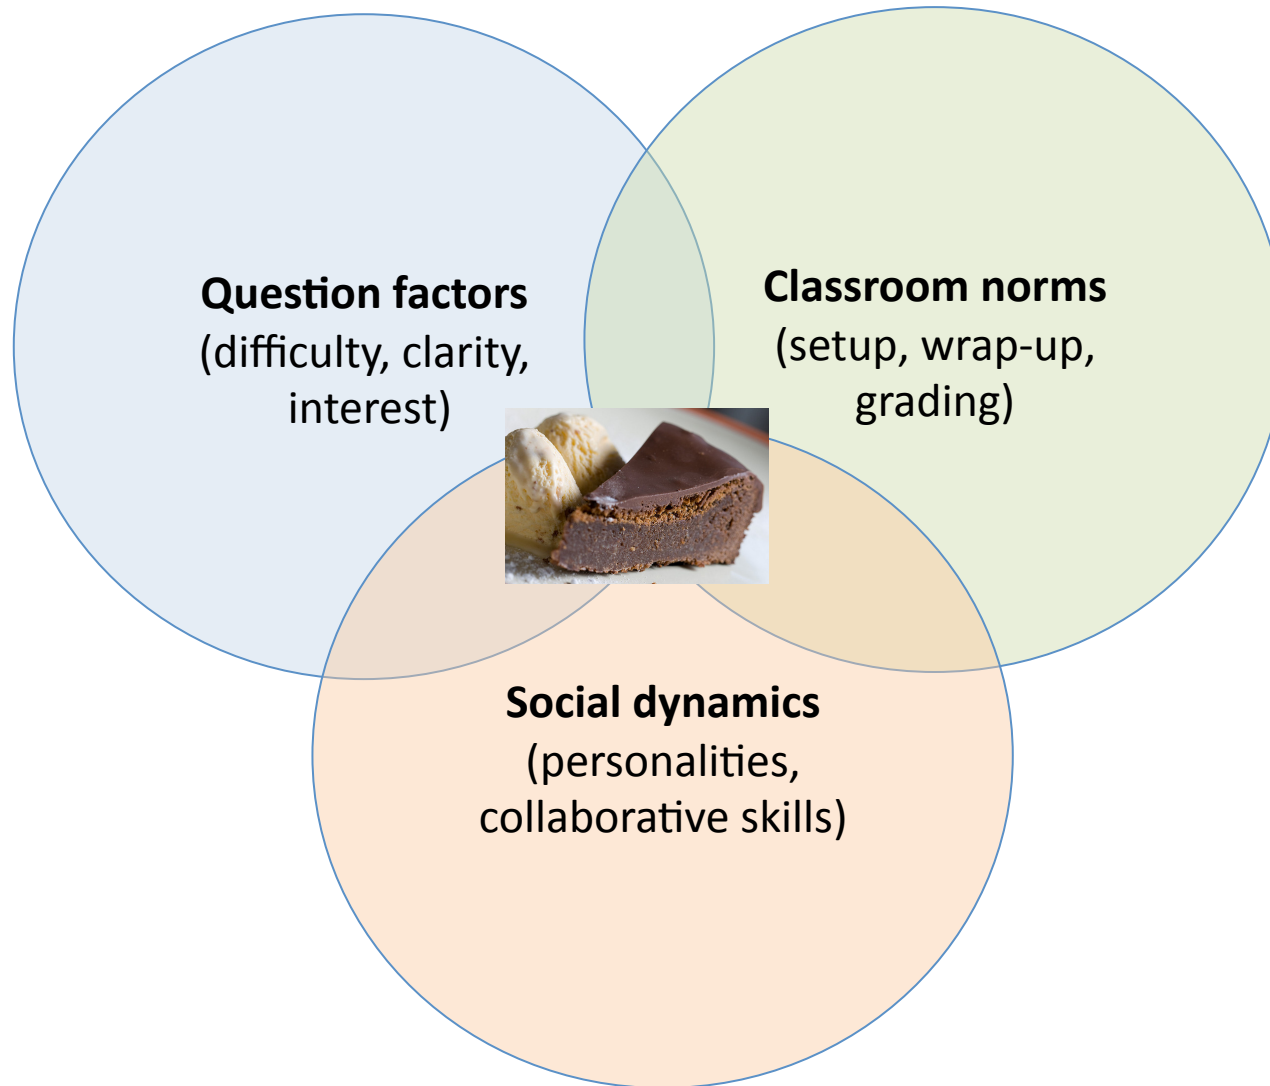 Question factors
(difficulty, clarity,
interest)
Classroom norms
(setup, wrap-up,
grading)
Social dynamics
(personalities,
collaborative skills)